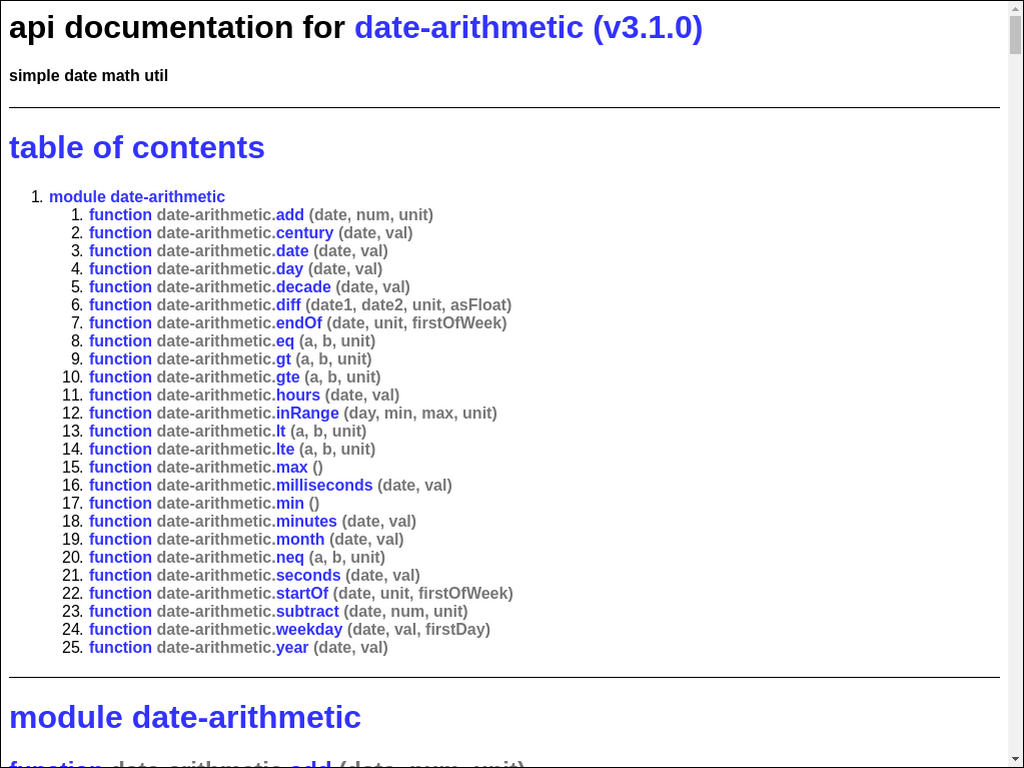 api documentation for date-arithmetic (v3.1.0)
simple date math util
table of contents
1. module date-arithmetic
1. function date-arithmetic.add (date, num, unit)
2. function date-arithmetic.century (date, val)
3. function date-arithmetic.date (date, val)
4. function date-arithmetic.day (date, val)
5. function date-arithmetic.decade (date, val)
6. function date-arithmetic.diff (date1, date2, unit, asFloat)
7. function date-arithmetic.endOf (date, unit, firstOfWeek)
8. function date-arithmetic.eq (a, b, unit)
9. function date-arithmetic.gt (a, b, unit)
10. function date-arithmetic.gte (a, b, unit)
11. function date-arithmetic.hours (date, val)
12. function date-arithmetic.inRange (day, min, max, unit)
13. function date-arithmetic.lt (a, b, unit)
14. function date-arithmetic.lte (a, b, unit)
15. function date-arithmetic.max ()
16. function date-arithmetic.milliseconds (date, val)
17. function date-arithmetic.min ()
18. function date-arithmetic.minutes (date, val)
19. function date-arithmetic.month (date, val)
20. function date-arithmetic.neq (a, b, unit)
21. function date-arithmetic.seconds (date, val)
22. function date-arithmetic.startOf (date, unit, firstOfWeek)
23. function date-arithmetic.subtract (date, num, unit)
24. function date-arithmetic.weekday (date, val, firstDay)
25. function date-arithmetic.year (date, val)
module date-arithmetic
function date-arithmetic.add (date, num, unit)